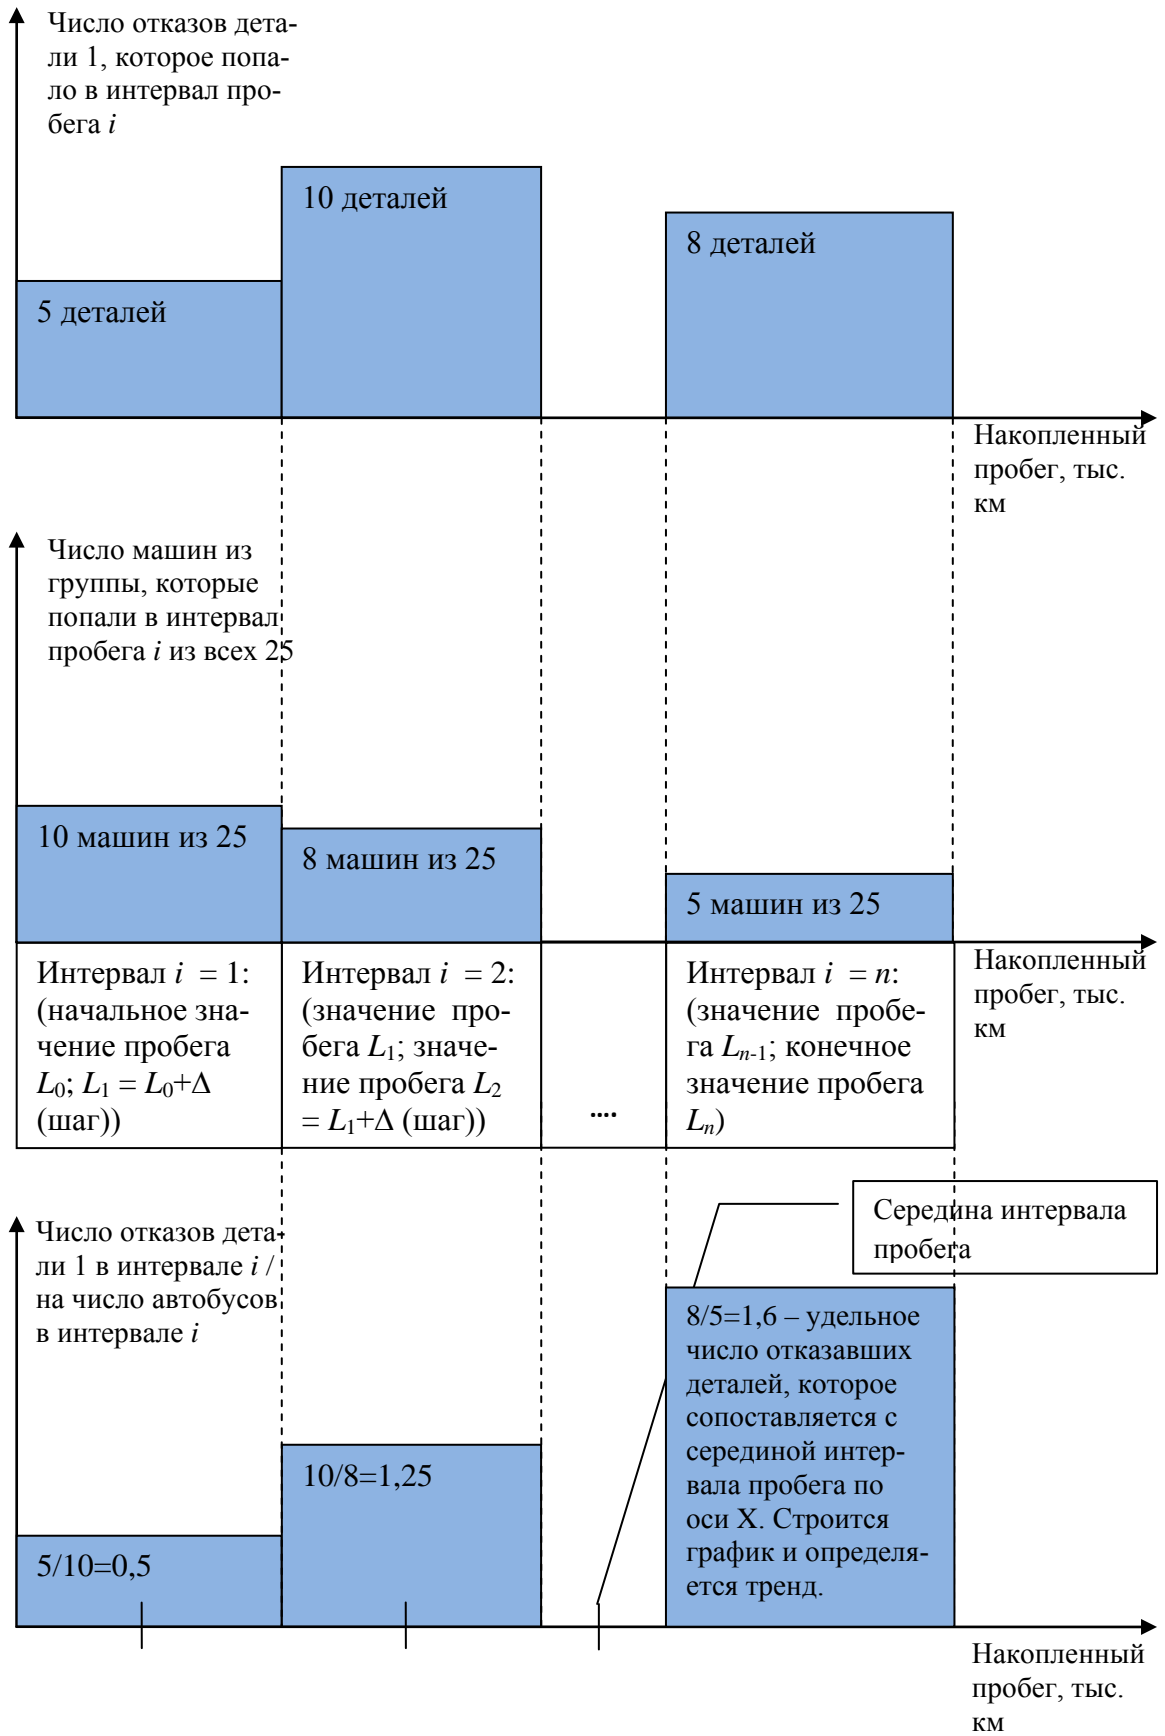 Число отказов дета-
ли 1, которое попа-
ло в интервал про-
бега i
10 деталей
8 деталей
5 деталей
Накопленный
пробег, тыс.
км
Число машин из
группы, которые
попали в интервал
пробега i из всех 25
10 машин из 25
8 машин из 25
5 машин из 25
Накопленный
пробег, тыс.
км
Интервал i = 1:
(начальное зна-
чение пробега
L0; L1 = L0+Δ
(шаг))
Интервал i = 2:
(значение про-
бега L1; значе-
ние пробега L2
= L1+Δ (шаг))
....
Интервал i = n:
(значение пробе-
га Ln-1; конечное
значение пробега
Ln)
Середина интервала
пробега
Число отказов дета-
ли 1 в интервале i /
на число автобусов
в интервале i
8/5=1,6 – удельное
число отказавших
деталей, которое
сопоставляется с
серединой интер-
вала пробега по
оси X. Строится
график и определя-
ется тренд.
10/8=1,25
5/10=0,5
Накопленный
пробег, тыс.
км